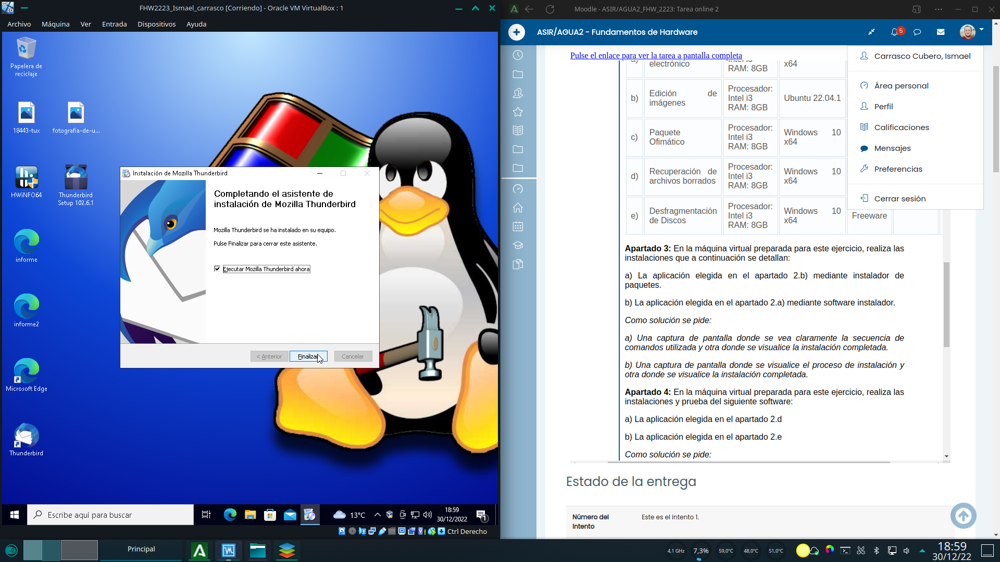 FHW2223_Ismael_carrasco [Corriendo] - Oracle VM VirtualBox : 1
Archivo Máquina Ver Entrada Dispositivos Ayuda
Papelera de
reciclaje
18443-tux
fotografia-de-u...
HWiNFO64
Thunderbird
Setup 102.6.1
informe
informe2
Microsoft Edge
Thunderbird
Instalación de Mozilla Thunderbird
Completando el asistente de
instalación de Mozilla Thunderbird
Mozilla Thunderbird se ha instalado en su equipo.
Pulse Finalizar para cerrar este asistente.
Ejecutar Mozilla Thunderbird ahora
< Anterior
Finalizar
Cancelar
Escribe aquí para buscar
13°C
18:59
30/12/2022
1
Ctrl Derecho
Moodle - ASIR/AGUA2_FHW_2223: Tarea online 2
ASIR/AGUA2 - Fundamentos de Hardware
5
Pulse el enlace para ver la tarea a pantalla completa
Carrasco Cubero, Ismael
Área personal
Perfil
Calificaciones
Mensajes
Preferencias
Cerrar sesión
a) electrónico Intel i3
RAM: 8GB x64
b) Edición de
imágenes
Procesador:
Intel i3
RAM: 8GB
Ubuntu 22.04.1
c) Paquete
Ofimático
Procesador:
Intel i3
RAM: 8GB
Windows 10
x64
d) Recuperación de
archivos borrados
Procesador:
Intel i3
RAM: 8GB
Windows 10
x64
e) Desfragmentación
de Discos
Procesador:
Intel i3
RAM: 8GB
Windows 10
x64
Freeware
Apartado 3: En la máquina virtual preparada para este ejercicio, realiza las
instalaciones que a continuación se detallan:
a) La aplicación elegida en el apartado 2.b) mediante instalador de
paquetes.
b) La aplicación elegida en el apartado 2.a) mediante software instalador.
Como solución se pide:
a) Una captura de pantalla donde se vea claramente la secuencia de
comandos utilizada y otra donde se visualice la instalación completada.
b) Una captura de pantalla donde se visualice el proceso de instalación y
otra donde se visualice la instalación completada.
Apartado 4: En la máquina virtual preparada para este ejercicio, realiza las
instalaciones y prueba del siguiente software:
a) La aplicación elegida en el apartado 2.d
b) La aplicación elegida en el apartado 2.e
Como solución se pide:
Estado de la entrega
Número del
Intento
Este es el intento 1.
Principal
4,1 GHz
7,3%
59,0°C
48,0°C
51,0°C
18:59
30/12/22